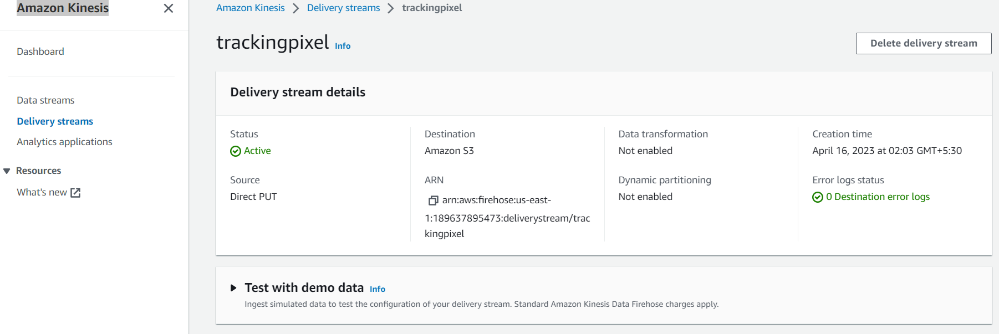 Amazon Kinesis
Dashboard
Data streams
Delivery streams
Analytics applications
Resources
What's new
Amazon Kinesis > Delivery streams > trackingpixel
trackingpixel Info
Delete delivery stream
Delivery stream details
Status
Active
Source
Direct PUT
Destination
Amazon S3
ARN
arn:aws:firehose:us-east-
1:189637895473:deliverystream/trac
kingpixel
Data transformation
Not enabled
Dynamic partitioning
Not enabled
Creation time
April 16, 2023 at 02:03 GMT+5:30
Error logs status
0 Destination error logs
Test with demo data Info
Ingest simulated data to test the configuration of your delivery stream. Standard Amazon Kinesis Data Firehose charges apply.